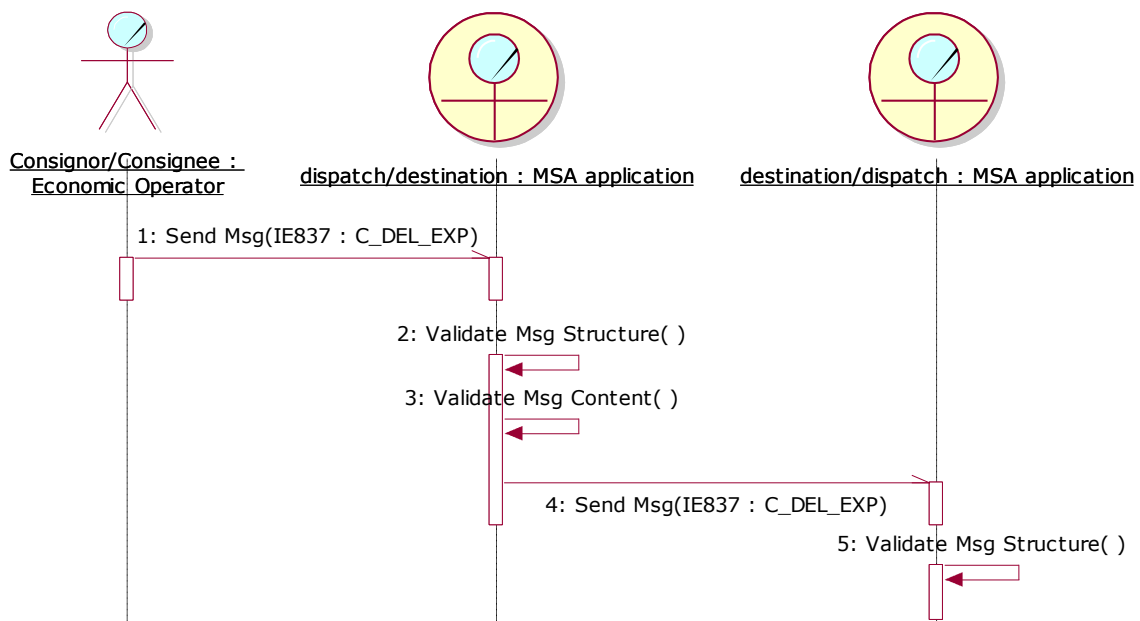 Consignor/Consignee :
Economic Operator
dispatch/destination : MSA application
destination/dispatch : MSA application
1: Send Msg(IE837 : C_DEL_EXP)
2: Validate Msg Structure( )
3: Validate Msg Content( )
4: Send Msg(IE837 : C_DEL_EXP)
5: Validate Msg Structure( )